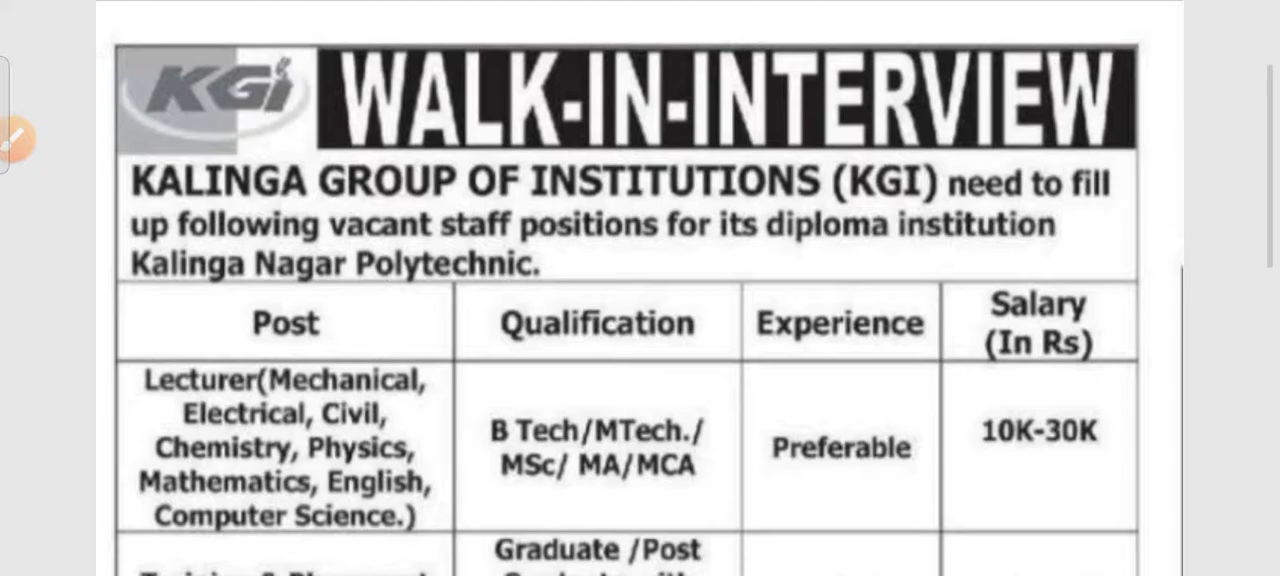 KGi
WALK-IN-INTERVIEW
KALINGA GROUP OF INSTITUTIONS (KGI) need to fill
up following vacant staff positions for its diploma institution
Kalinga Nagar Polytechnic.
Post
Qualification
Experience
Salary
(In Rs)
Lecturer(Mechanical,
Electrical, Civil,
Chemistry, Physics,
Mathematics, English,
Computer Science.)
B Tech/MTech./
MSc/ MA/MCA
Preferable
10K-30K
Graduate /Post